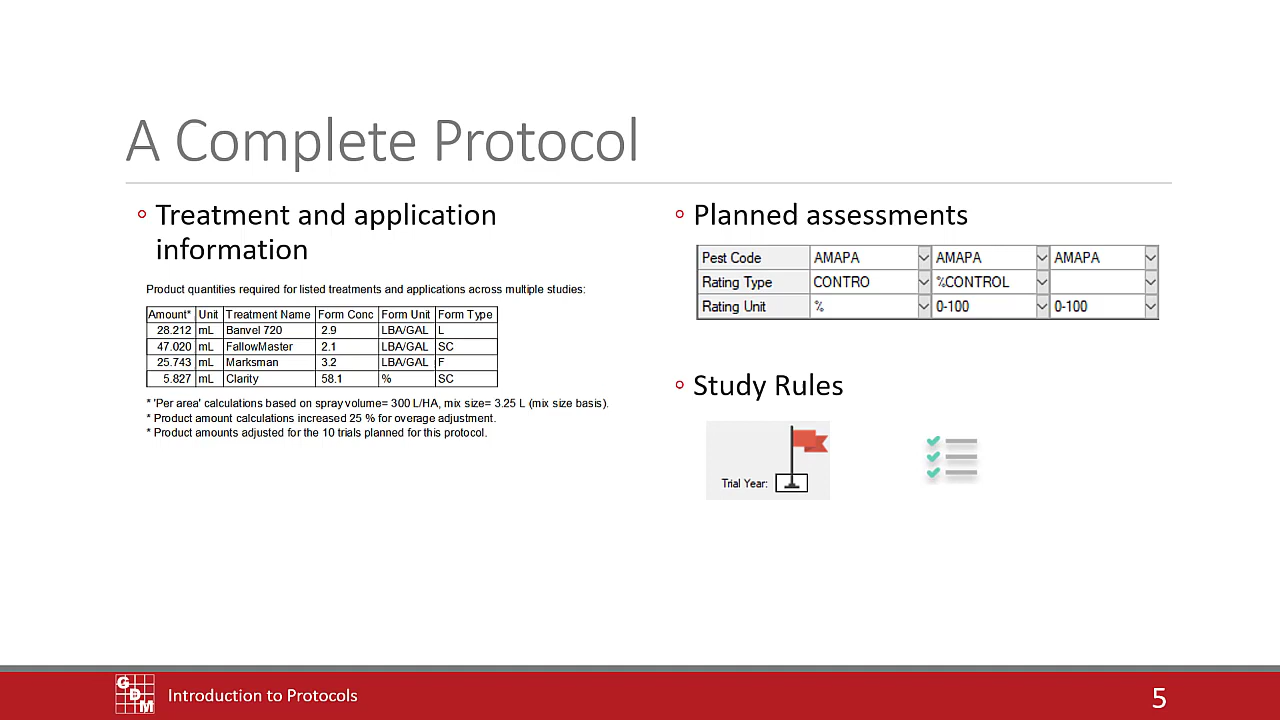 A Complete Protocol
Treatment and application
information
Product quantities required for listed treatments and applications across multiple studies:
Amount* Unit Treatment Name Form Conc Form Unit Form Type
28.212 mL Banvel 720 2.9 LBA/GAL L
47.020 mL FallowMaster 2.1 LBA/GAL SC
25.743 mL Marksman 3.2 LBA/GAL F
5.827 mL Clarity 58.1 % SC
* 'Per area' calculations based on spray volume= 300 L/HA, mix size= 3.25 L (mix size basis).
* Product amount calculations increased 25 % for overage adjustment.
* Product amounts adjusted for the 10 trials planned for this protocol.
Planned assessments
Pest Code AMAPA AMAPA AMAPA
Rating Type CONTRO %CONTROL
Rating Unit % 0-100 0-100
Study Rules
Trial Year:
GDM
Introduction to Protocols
5